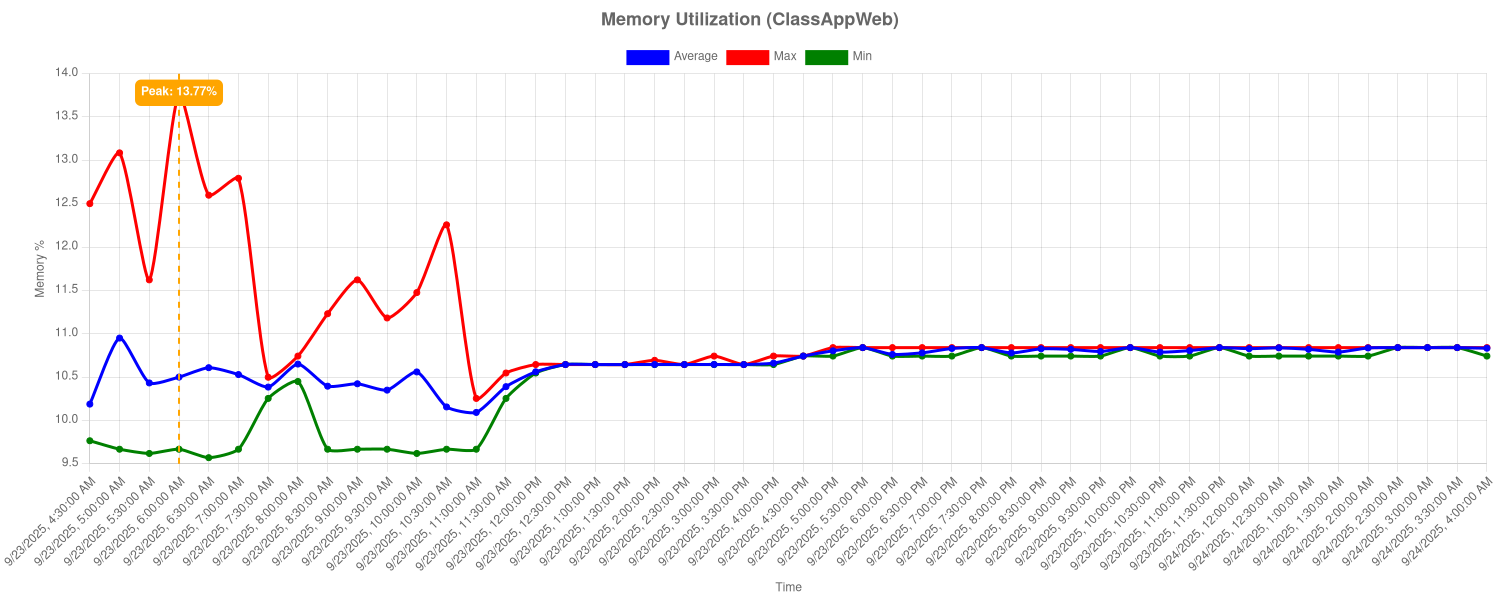 Memory Utilization (ClassAppWeb)
Average Max Min
14.0
Peak: 13.77%
13.5
13.0
12.5
12.0
11.5
11.0
10.5
10.0
9.5
Memory %
9/23/2025, 4:30:00 AM
9/23/2025, 5:00:00 AM
9/23/2025, 5:30:00 AM
9/23/2025, 6:00:00 AM
9/23/2025, 6:30:00 AM
9/23/2025, 7:00:00 AM
9/23/2025, 7:30:00 AM
9/23/2025, 8:00:00 AM
9/23/2025, 8:30:00 AM
9/23/2025, 9:00:00 AM
9/23/2025, 9:30:00 AM
9/23/2025, 10:00:00 AM
9/23/2025, 10:30:00 AM
9/23/2025, 11:00:00 AM
9/23/2025, 11:30:00 AM
9/23/2025, 12:00:00 PM
9/23/2025, 12:30:00 PM
9/23/2025, 1:00:00 PM
9/23/2025, 1:30:00 PM
9/23/2025, 2:00:00 PM
9/23/2025, 2:30:00 PM
9/23/2025, 3:00:00 PM
9/23/2025, 3:30:00 PM
9/23/2025, 4:00:00 PM
9/23/2025, 4:30:00 PM
9/23/2025, 5:00:00 PM
9/23/2025, 5:30:00 PM
9/23/2025, 6:00:00 PM
9/23/2025, 6:30:00 PM
9/23/2025, 7:00:00 PM
9/23/2025, 7:30:00 PM
9/23/2025, 8:00:00 PM
9/23/2025, 8:30:00 PM
9/23/2025, 9:00:00 PM
9/23/2025, 9:30:00 PM
9/23/2025, 10:00:00 PM
9/23/2025, 10:30:00 PM
9/23/2025, 11:00:00 PM
9/23/2025, 11:30:00 PM
9/24/2025, 12:00:00 AM
9/24/2025, 12:30:00 AM
9/24/2025, 1:00:00 AM
9/24/2025, 1:30:00 AM
9/24/2025, 2:00:00 AM
9/24/2025, 2:30:00 AM
9/24/2025, 3:00:00 AM
9/24/2025, 3:30:00 AM
9/24/2025, 4:00:00 AM
Time